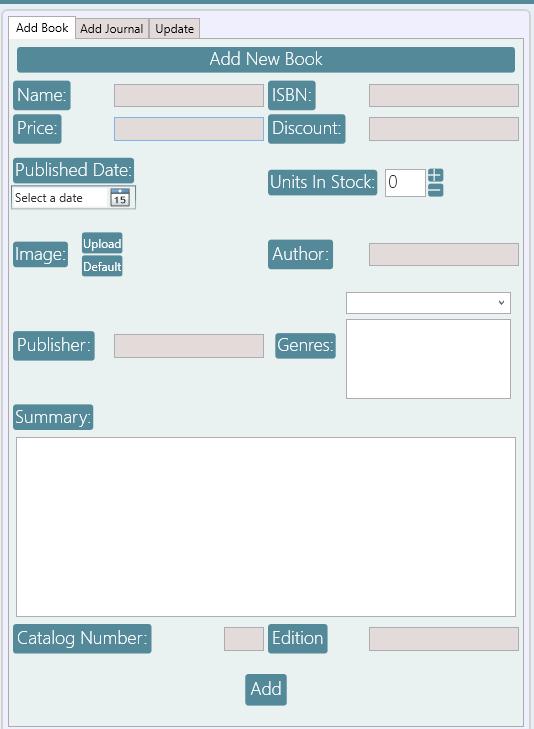 Add Book Add Journal Update
Add New Book
Name: ISBN:
Price: Discount:
Published Date:
Units In Stock: 0 + −
Select a date 15
Upload
Image: Author:
Default
Publisher: Genres:
Summary:
Catalog Number: Edition
Add